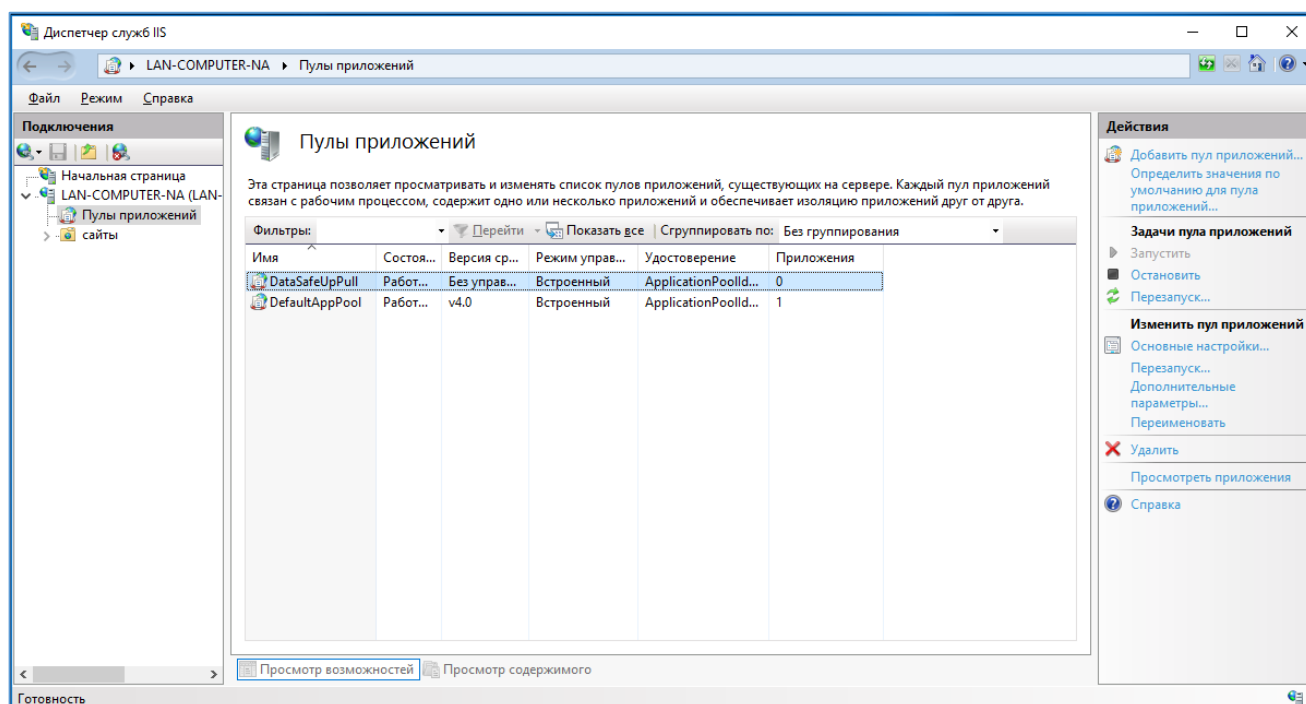 Диспетчер служб IIS
LAN-COMPUTER-NA Пулы приложений
Файл Режим Справка
Подключения
Начальная страница
LAN-COMPUTER-NA (LAN-
Пулы приложений
сайты
Пулы приложений
Эта страница позволяет просматривать и изменять список пулов приложений, существующих на сервере. Каждый пул приложений
связан с рабочим процессом, содержит одно или несколько приложений и обеспечивает изоляцию приложений друг от друга.
Фильтры: Перейти Показать все Сгруппировать по: Без группирования
Имя Состоя... Версия ср... Режим управ... Удостоверение Приложения
DataSafeUpPull Работ... Без управ... Встроенный ApplicationPoolId... 0
DefaultAppPool Работ... v4.0 Встроенный ApplicationPoolId... 1
Просмотр возможностей Просмотр содержимого
Действия
Добавить пул приложений...
Определить значения по
умолчанию для пула
приложений...
Задачи пула приложений
Запустить
Остановить
Перезапуск...
Изменить пул приложений
Основные настройки...
Перезапуск...
Дополнительные
параметры...
Переименовать
Удалить
Просмотреть приложения
Справка
Готовность